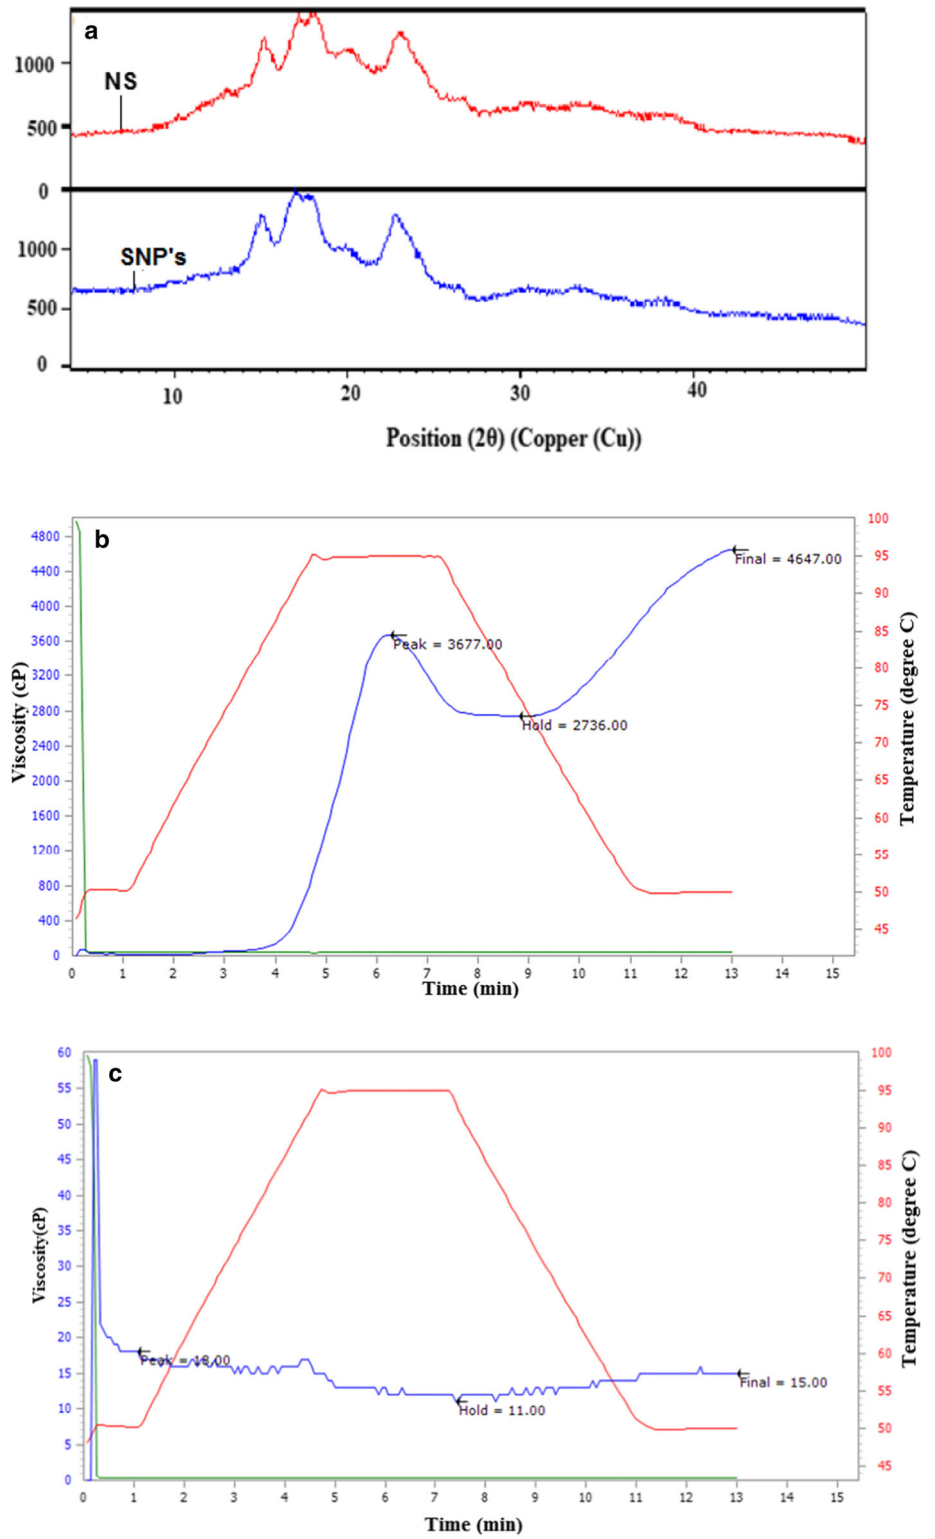 a
1000
NS
500
0
1000
SNP's
500
0
10 20 30 40
Position (2θ) (Copper (Cu))
b
Viscosity (cP)
4800
4400
4000
3600
3200
2800
2400
2000
1600
1200
800
400
0
Peak = 3677.00
Hold = 2736.00
Final = 4647.00
100
95
90
85
80
75
70
65
60
55
50
45
Temperature (degree C)
0 1 2 3 4 5 6 7 8 9 10 11 12 13 14 15
Time (min)
c
Viscosity(cP)
60
55
50
45
40
35
30
25
20
15
10
5
0
Peak = 18.00
Hold = 11.00
Final = 15.00
100
95
90
85
80
75
70
65
60
55
50
45
Temperature (degree C)
0 1 2 3 4 5 6 7 8 9 10 11 12 13 14 15
Time (min)